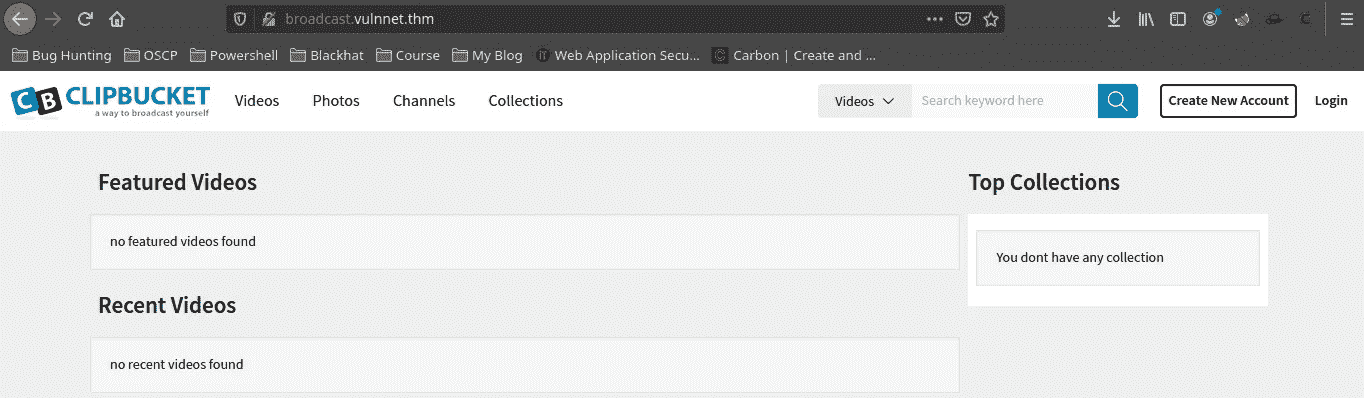 broadcast.vulnnet.thm
Bug Hunting OSCP Powershell Blackhat Course My Blog Web Application Secu... Carbon | Create and ...
CB CLIPBUCKET
a way to broadcast yourself
Videos Photos Channels Collections
Videos Search keyword here
Create New Account Login
Featured Videos
no featured videos found
Recent Videos
no recent videos found
Top Collections
You dont have any collection